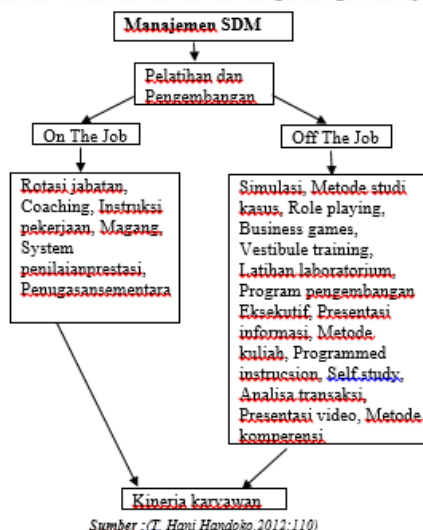 Manajemen SDM
Pelatihan dan
Pengembangan
On The Job
Off The Job
Rotasi jabatan,
Coaching, Instruksi
pekerjaan, Magang,
System
penilaianprestasi,
Penugasansementara
Simulasi, Metode studi
kasus, Role playing,
Business games,
Vestibule training,
Latihan laboratorium,
Program pengembangan
Eksekutif, Presentasi
informasi, Metode
kuliah, Programmed
instrucsion, Self study,
Analisa transaksi,
Presentasi video, Metode
komperensi
Kinerja karyawan
Sumber :(T. Hani Handoko,2012:110)